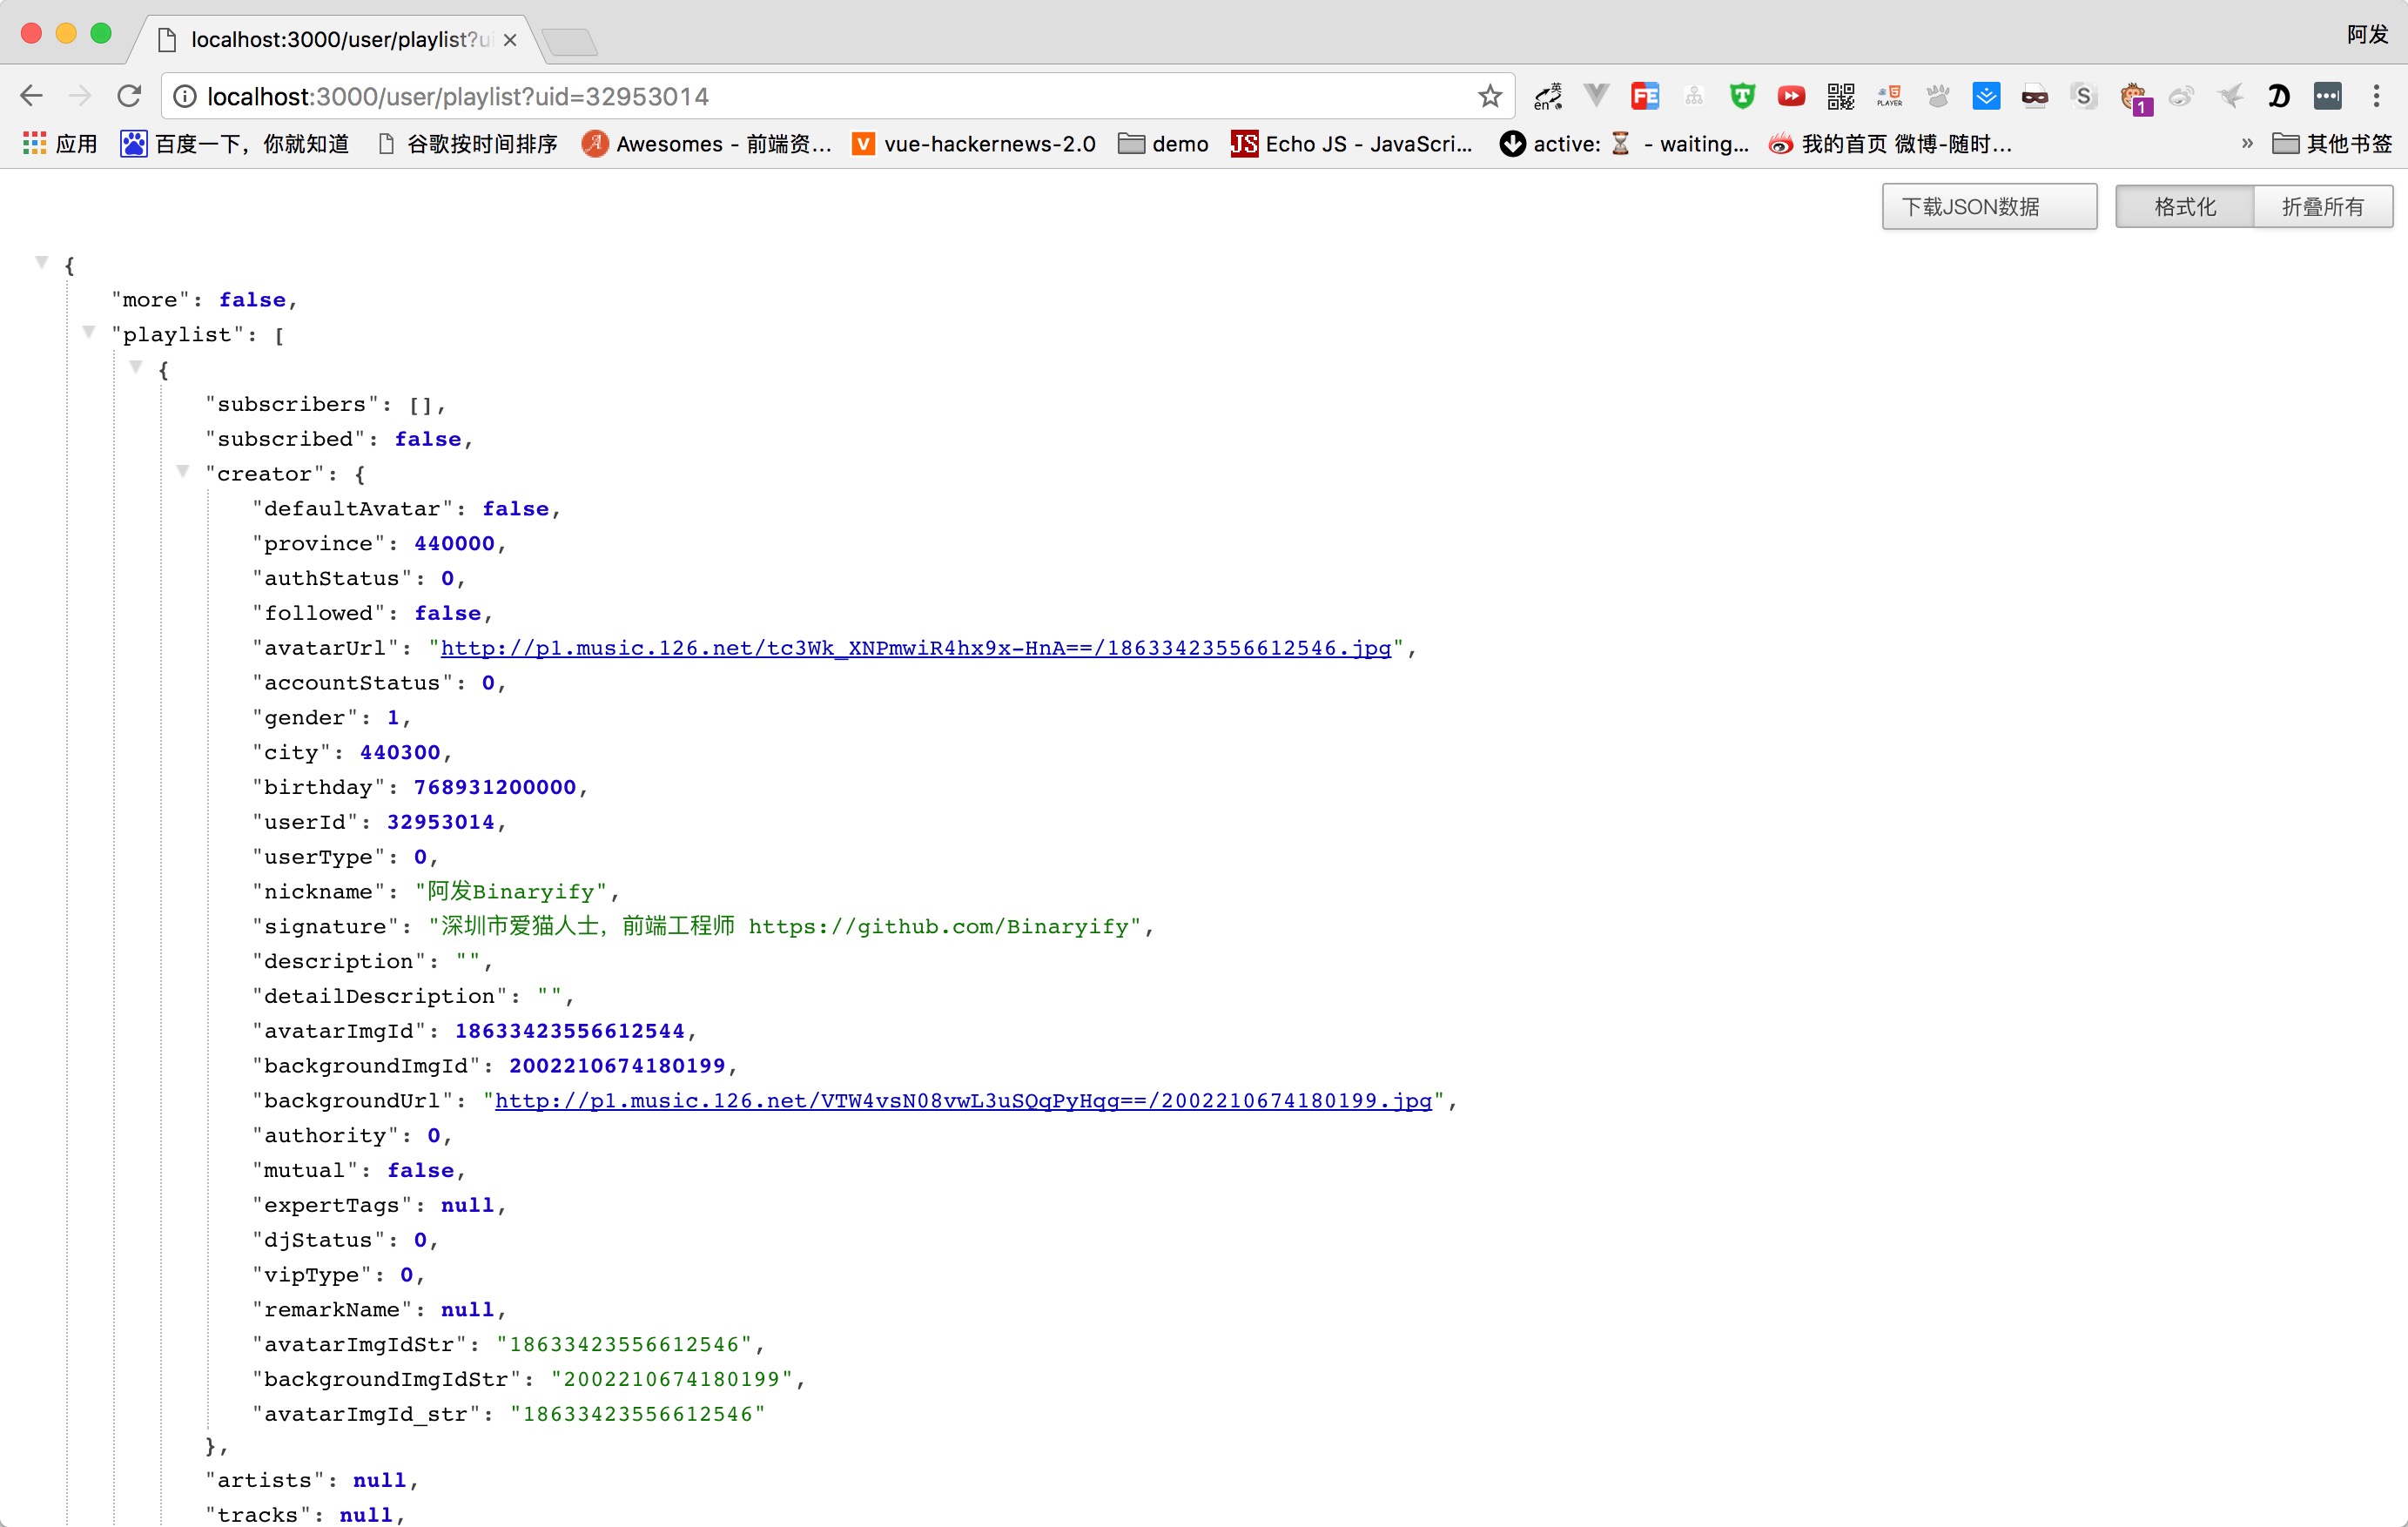 localhost:3000/user/playlist?ui
阿发
localhost:3000/user/playlist?uid=32953014
应用 百度一下，你就知道 谷歌按时间排序 Awesomes - 前端资... vue-hackernews-2.0 demo Echo JS - JavaScri... active: ⏳ - waiting... 我的首页 微博-随时... » 其他书签
下载JSON数据 格式化 折叠所有
{
"more": false,
"playlist": [
{
"subscribers": [],
"subscribed": false,
"creator": {
"defaultAvatar": false,
"province": 440000,
"authStatus": 0,
"followed": false,
"avatarUrl": "http://p1.music.126.net/tc3Wk_XNPmwiR4hx9x-HnA==/18633423556612546.jpg",
"accountStatus": 0,
"gender": 1,
"city": 440300,
"birthday": 768931200000,
"userId": 32953014,
"userType": 0,
"nickname": "阿发Binaryify",
"signature": "深圳市爱猫人士，前端工程师 https://github.com/Binaryify",
"description": "",
"detailDescription": "",
"avatarImgId": 18633423556612544,
"backgroundImgId": 2002210674180199,
"backgroundUrl": "http://p1.music.126.net/VTW4vsN08vwL3uSQqPyHqg==/2002210674180199.jpg",
"authority": 0,
"mutual": false,
"expertTags": null,
"djStatus": 0,
"vipType": 0,
"remarkName": null,
"avatarImgIdStr": "18633423556612546",
"backgroundImgIdStr": "2002210674180199",
"avatarImgId_str": "18633423556612546"
},
"artists": null,
"tracks": null,